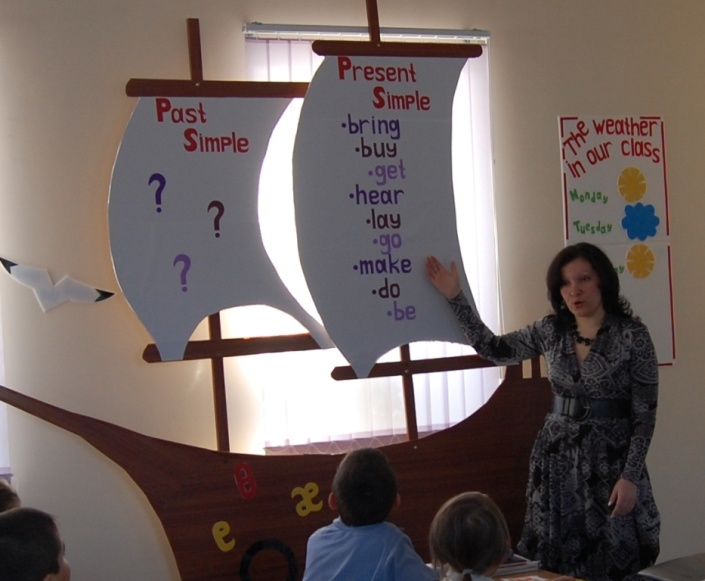 Past
Simple
?
?
?
Present
Simple
•bring
•buy
•get
•hear
•lay
•go
•make
•do
•be
The weather
in our class
Monday
Tuesday
ə
θ
æ